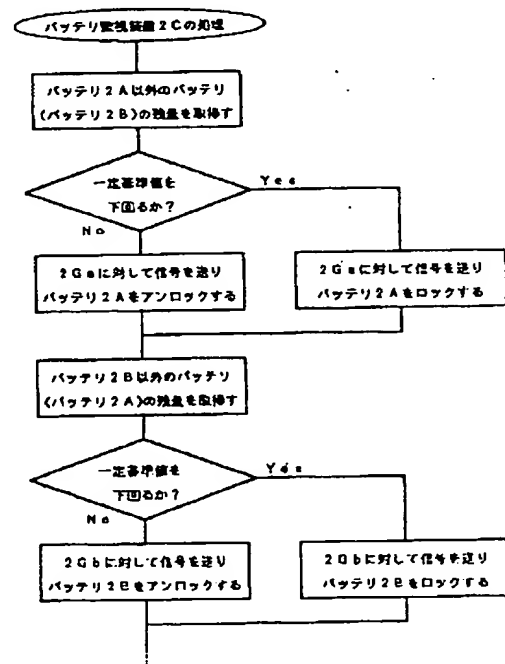 バッテリ監視装置2Cの処理
バッテリ2A以外のバッテリ
(バッテリ2B)の残量を取得す
一定基準値を
下回るか?
Yes
No
2Gaに対して信号を送り
バッテリ2Aをアンロックする
2Gaに対して信号を送り
バッテリ2Aをロックする
バッテリ2B以外のバッテリ
(バッテリ2A)の残量を取得す
一定基準値を
下回るか?
Yes
No
2Gbに対して信号を送り
バッテリ2Bをアンロックする
2Gbに対して信号を送り
バッテリ2Bをロックする